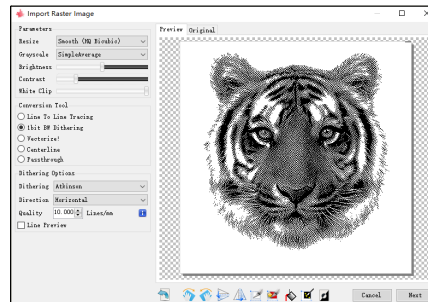 Import Raster Image
Parameters
Resize Smooth (HQ Bicubic)
Grayscale SimpleAverage
Brightness
Contrast
White Clip
Conversion Tool
Line To Line Tracing
1bit BW Dithering
Vectorize!
Centerline
Passthrough
Dithering Options
Dithering Atkinson
Direction Horizontal
Quality 10.000 Lines/mm
Line Preview
Preview Original
Cancel Next